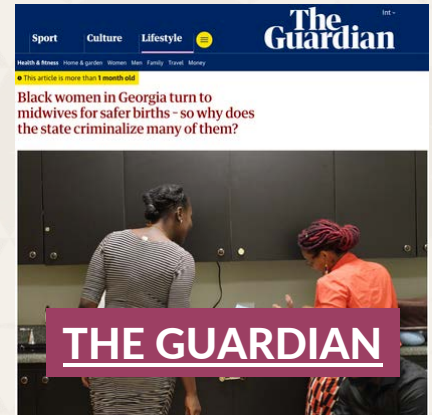 The
Guardian
Int
Sport Culture Lifestyle
Health & fitness Home & garden Women Men Family Travel Money
This article is more than 1 month old
Black women in Georgia turn to
midwives for safer births – so why does
the state criminalize many of them?
THE GUARDIAN